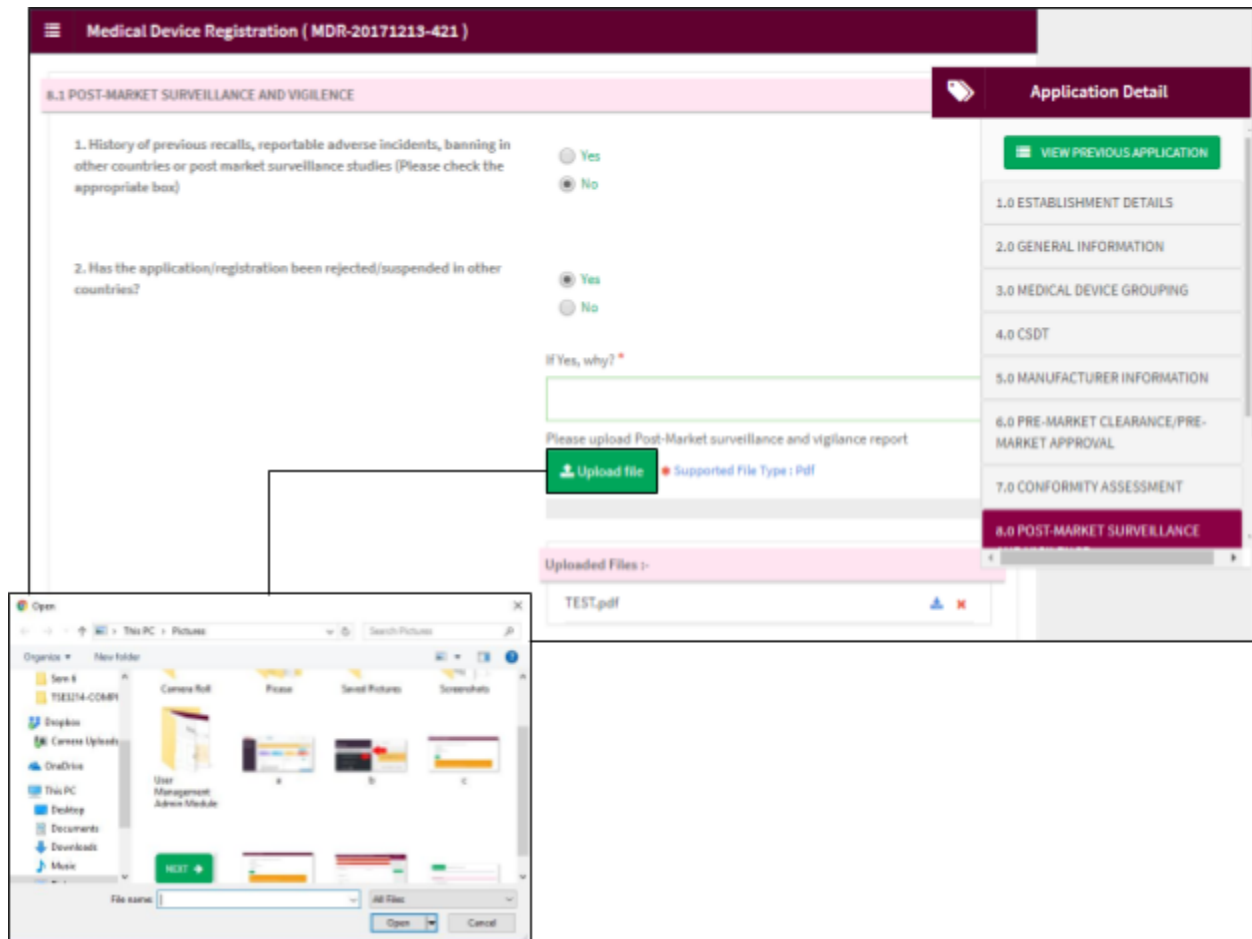 Medical Device Registration ( MDR-20171213-421 )
8.1 POST-MARKET SURVEILLANCE AND VIGILENCE
1. History of previous recalls, reportable adverse incidents, banning in
other countries or post market surveillance studies (Please check the
appropriate box)
Yes
No
2. Has the application/registration been rejected/suspended in other
countries?
Yes
No
If Yes, why? *
Please upload Post-Market surveillance and vigilance report
Upload file
Supported File Type : Pdf
Uploaded Files :-
TEST.pdf
Application Detail
VIEW PREVIOUS APPLICATION
1.0 ESTABLISHMENT DETAILS
2.0 GENERAL INFORMATION
3.0 MEDICAL DEVICE GROUPING
4.0 CSDT
5.0 MANUFACTURER INFORMATION
6.0 PRE-MARKET CLEARANCE/PRE-
MARKET APPROVAL
7.0 CONFORMITY ASSESSMENT
8.0 POST-MARKET SURVEILLANCE
Open
This PC > Pictures
Search Pictures
Organize
New folder
Sem 6
Dropbox
Camera Uploads
OneDrive
This PC
Desktop
Documents
Downloads
Music
Camera Roll
Picasa
Saved Pictures
Screenshots
User
Management
Admin Module
a
b
c
NEXT
File name:
All Files
Open
Cancel